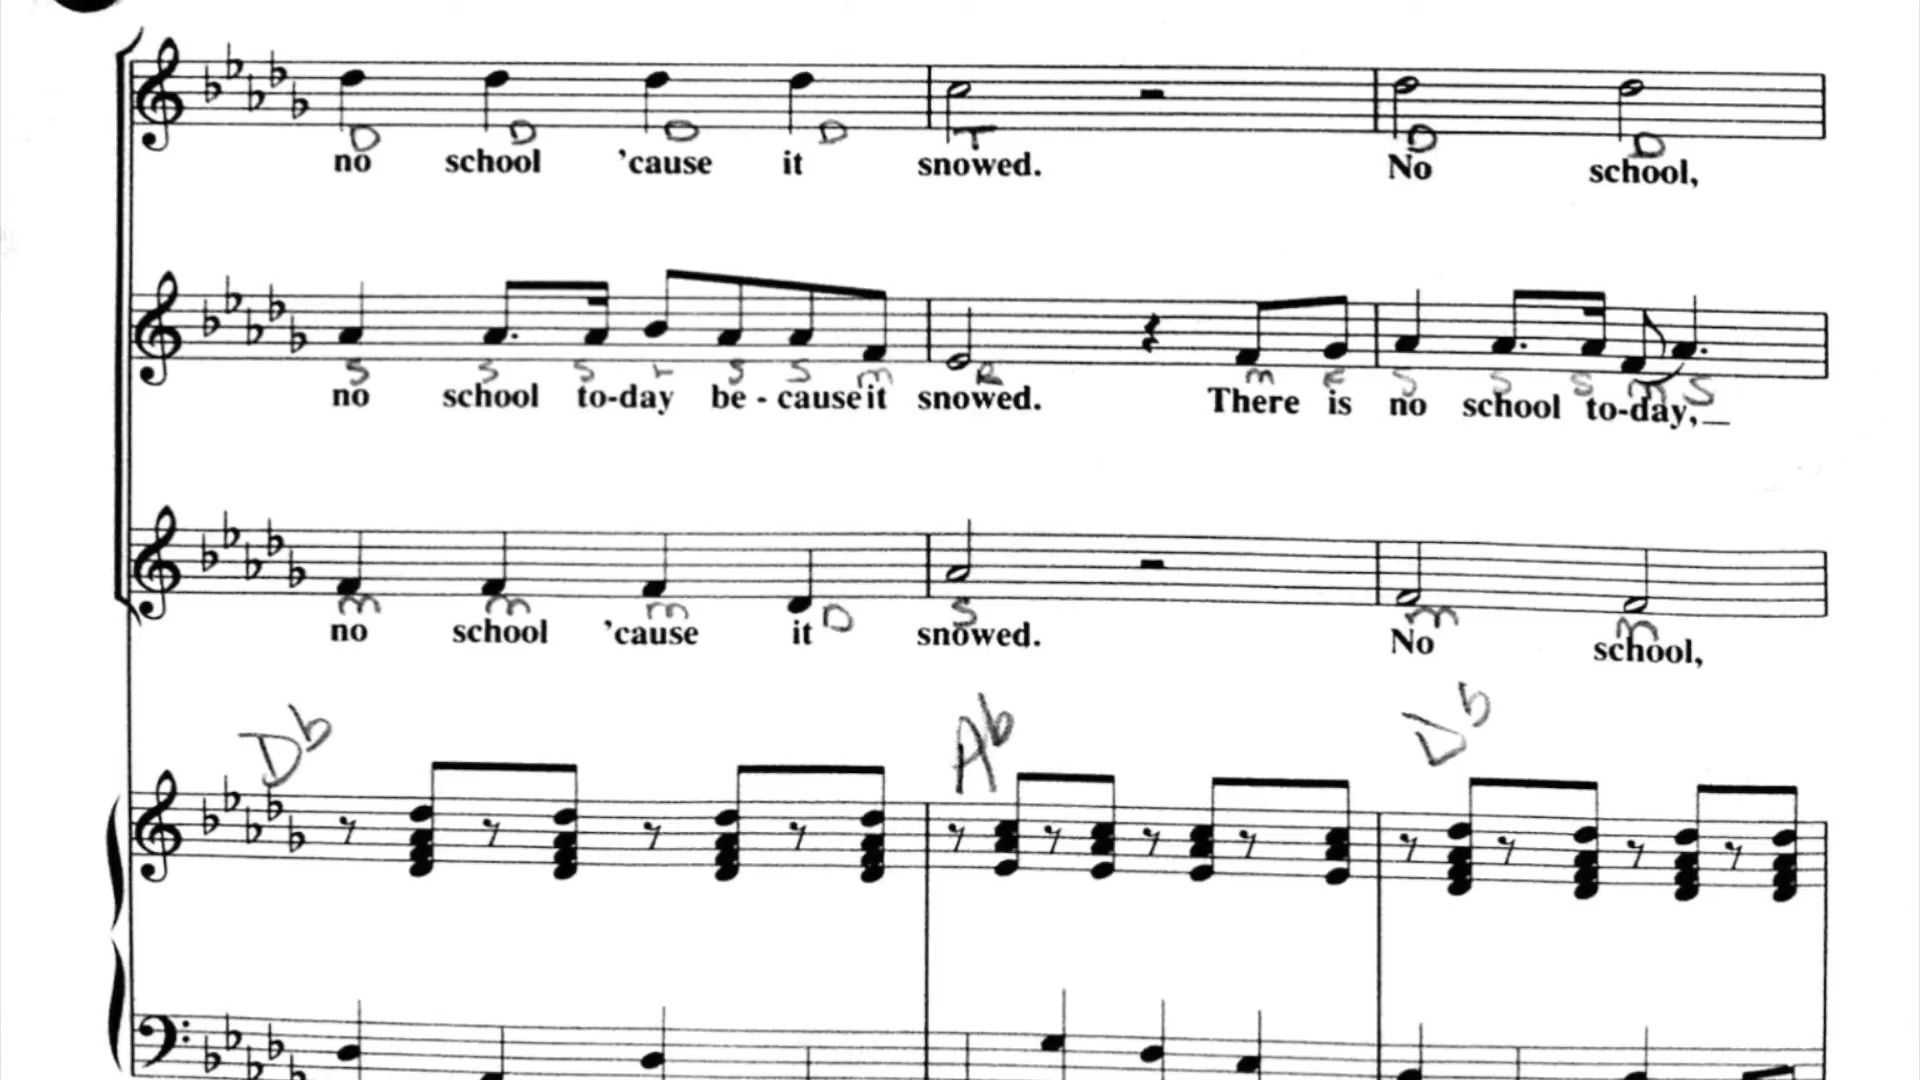 D D D D T D D
no school 'cause it snowed. No school,
S S S L S S m R m F S S S m S
no school to-day be - cause it snowed. There is no school to-day,_
m m m D S m m
no school 'cause it snowed. No school,
Db Ab Db